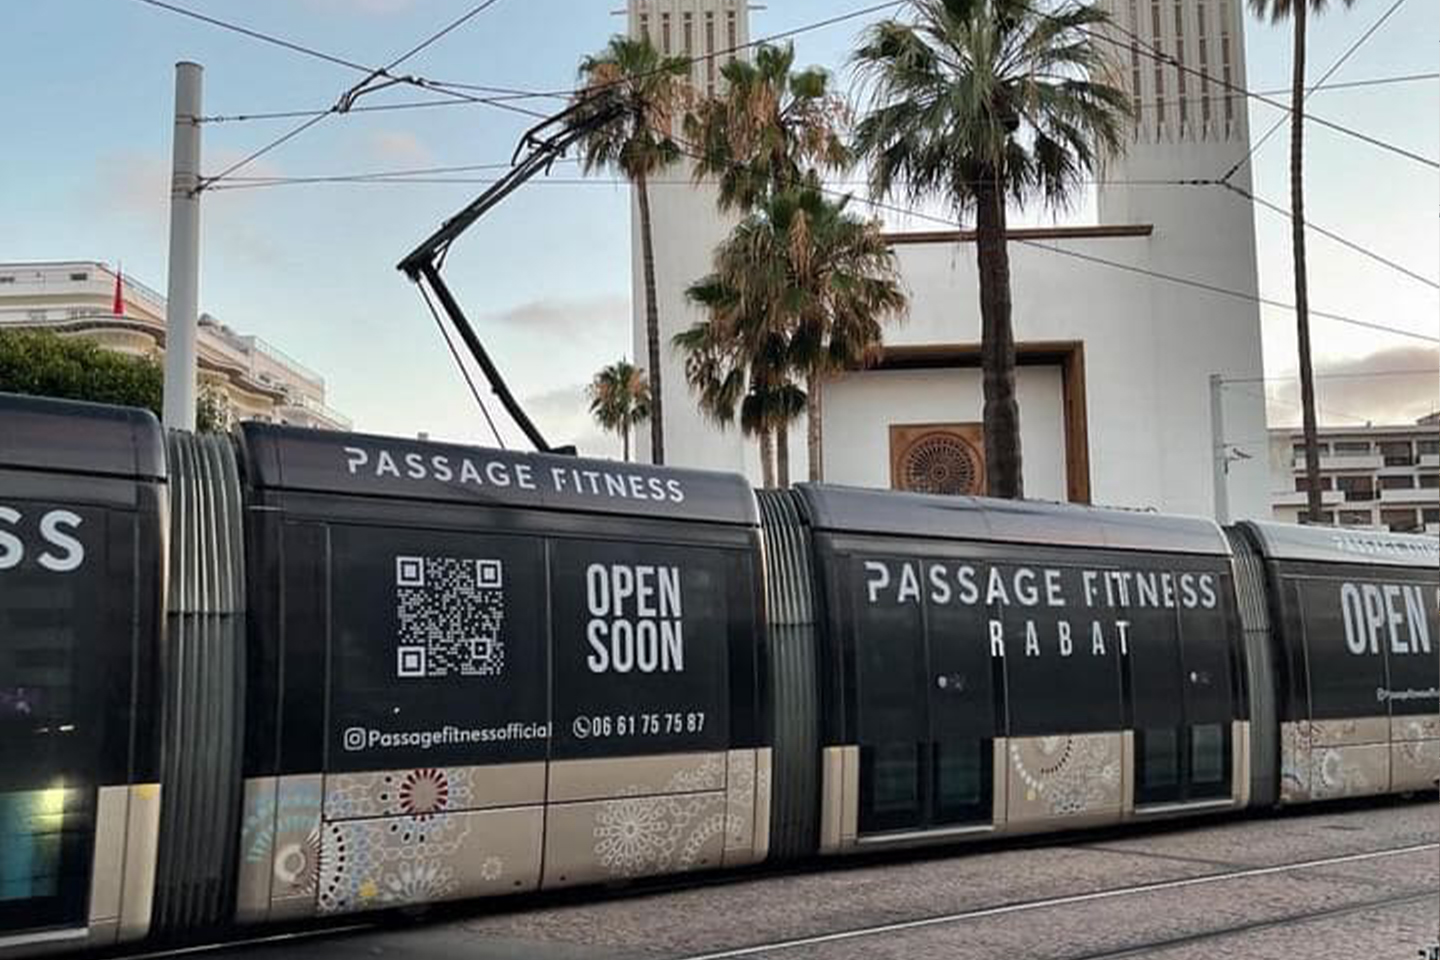 SS
PASSAGE FITNESS
OPEN
SOON
@Passagefitnessofficial
06 61 75 75 87
PASSAGE FITNESS
RABAT
OPEN